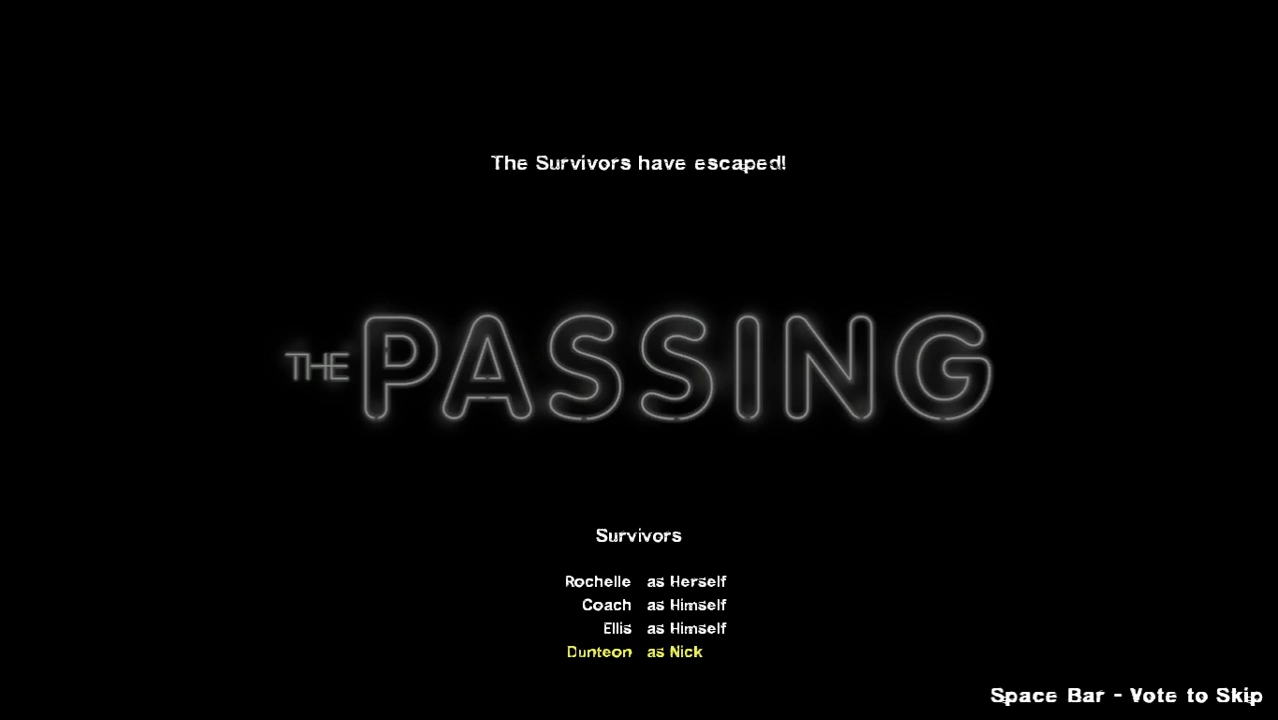 The Survivors have escaped!
THE PASSING
Survivors
Rochelle as Herself
Coach as Himself
Ellis as Himself
Dunteon as Nick
Space Bar - Vote to Skip